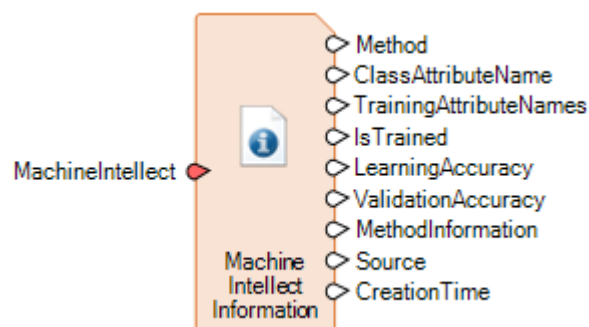 Method
ClassAttributeName
TrainingAttributeNames
IsTrained
LearningAccuracy
MachineIntellect
ValidationAccuracy
MethodInformation
Source
CreationTime
Machine
Intellect
Information